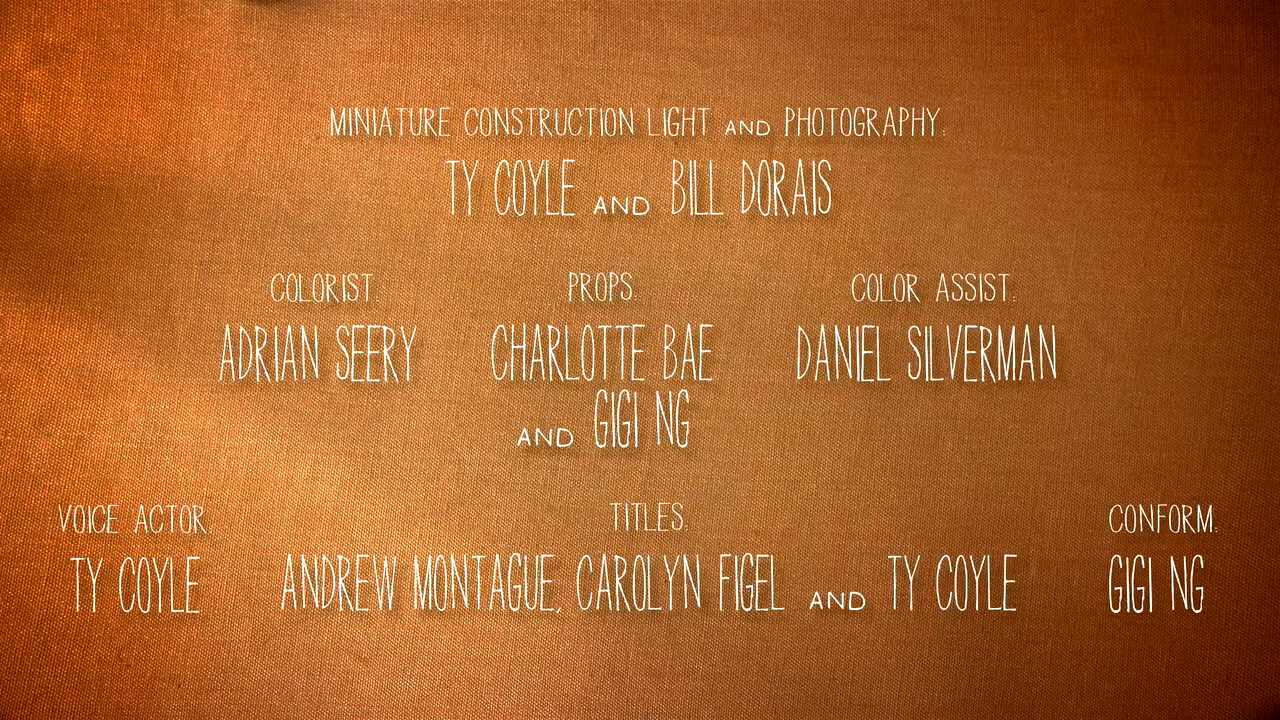 MINIATURE CONSTRUCTION LIGHT AND PHOTOGRAPHY:
TY COYLE AND BILL DORAIS
COLORIST: PROPS: COLOR ASSIST:
ADRIAN SEERY CHARLOTTE BAE DANIEL SILVERMAN
AND GIGI NG
VOICE ACTOR: TITLES: CONFORM:
TY COYLE ANDREW MONTAGUE, CAROLYN FIGEL AND TY COYLE GIGI NG